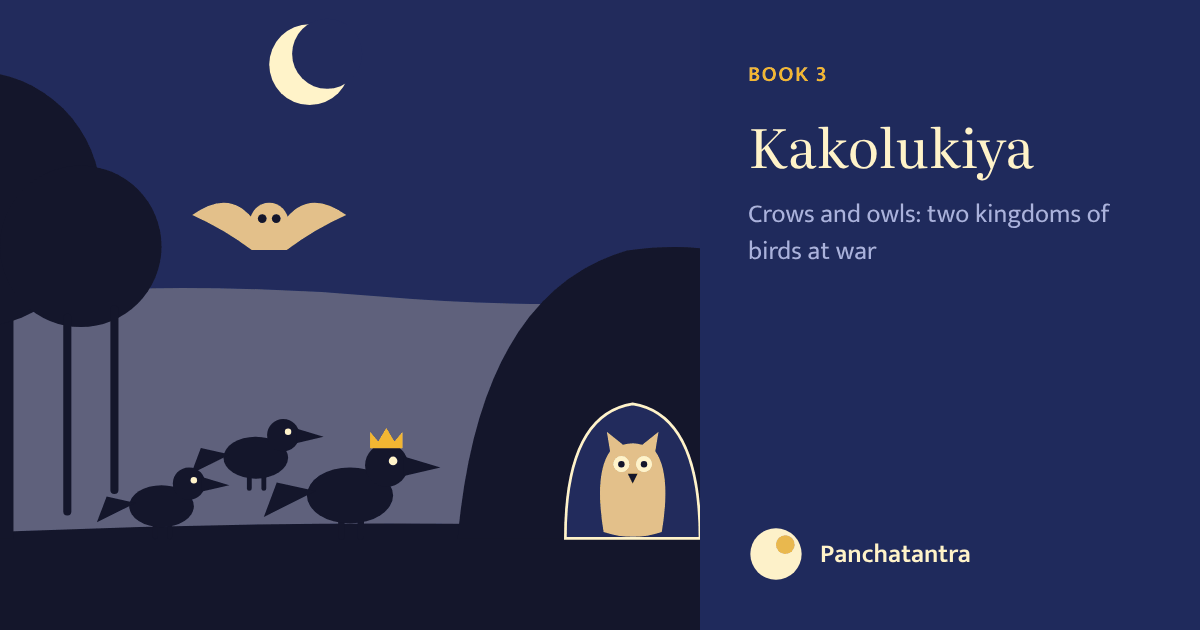 BOOK 3
Kakolukiya
Crows and owls: two kingdoms of
birds at war
Panchatantra